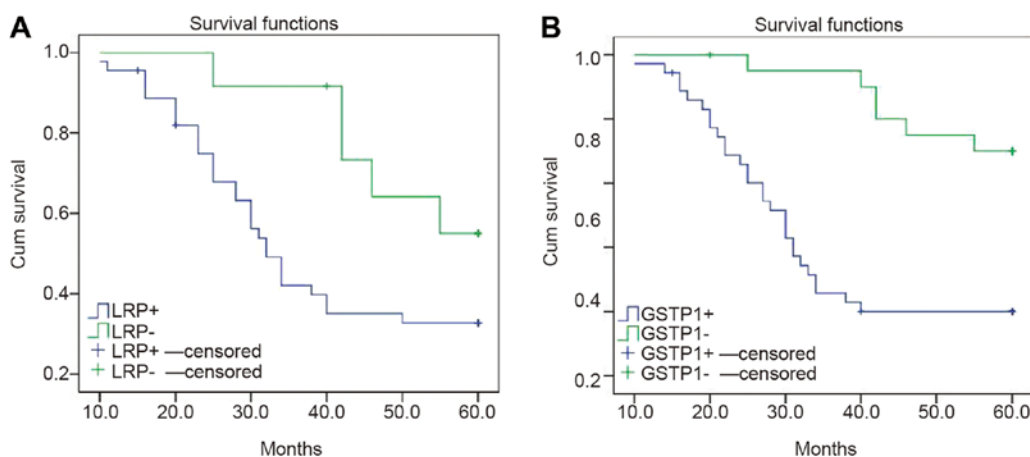 A
Survival functions
Cum survival
1.0
0.8
0.6
0.4
0.2
LRP+
LRP-
LRP+ —censored
LRP- —censored
10.0 20.0 30.0 40.0 50.0 60.0
Months
B
Survival functions
Cum survival
1.0
0.8
0.6
0.4
0.2
GSTP1+
GSTP1-
GSTP1+ —censored
GSTP1- —censored
10.0 20.0 30.0 40.0 50.0 60.0
Months